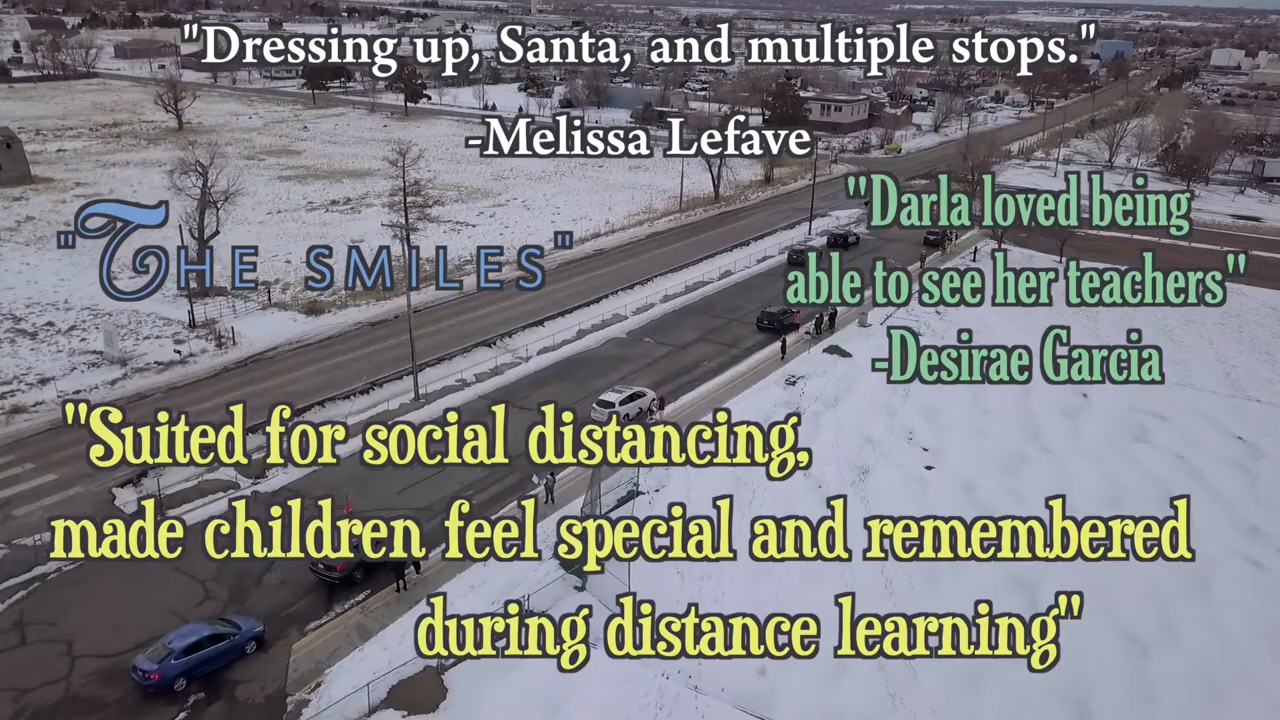 "Dressing up, Santa, and multiple stops."
-Melissa Lefave
"The smiles"
"Darla loved being
able to see her teachers"
-Desirae Garcia
"Suited for social distancing,
made children feel special and remembered
during distance learning"